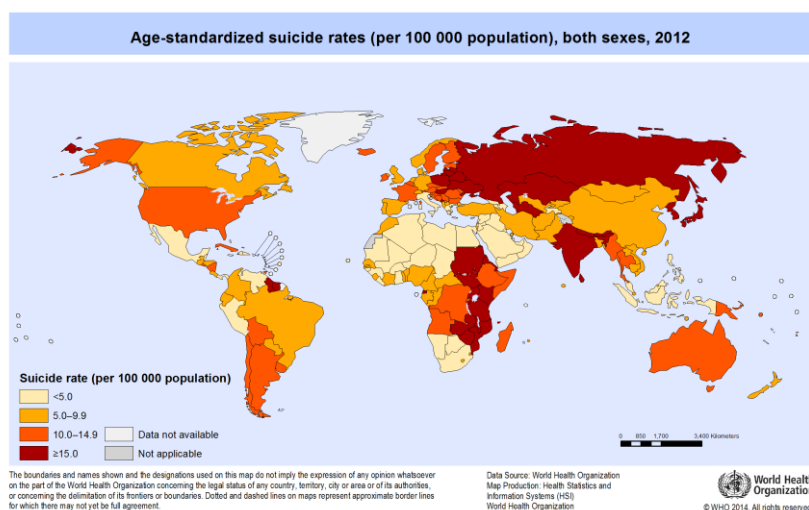 Age-standardized suicide rates (per 100 000 population), both sexes, 2012
Suicide rate (per 100 000 population)
<5.0
5.0–9.9
10.0–14.9
≥15.0
Data not available
Not applicable
0 850 1,700 3,400 Kilometers
The boundaries and names shown and the designations used on this map do not imply the expression of any opinion whatsoever
on the part of the World Health Organization concerning the legal status of any country, territory, city or area or of its authorities,
or concerning the delimitation of its frontiers or boundaries. Dotted and dashed lines on maps represent approximate border lines
for which there may not yet be full agreement.
Data Source: World Health Organization
Map Production: Health Statistics and
Information Systems (HSI)
World Health Organization
World Health
Organization
© WHO 2014. All rights reserved